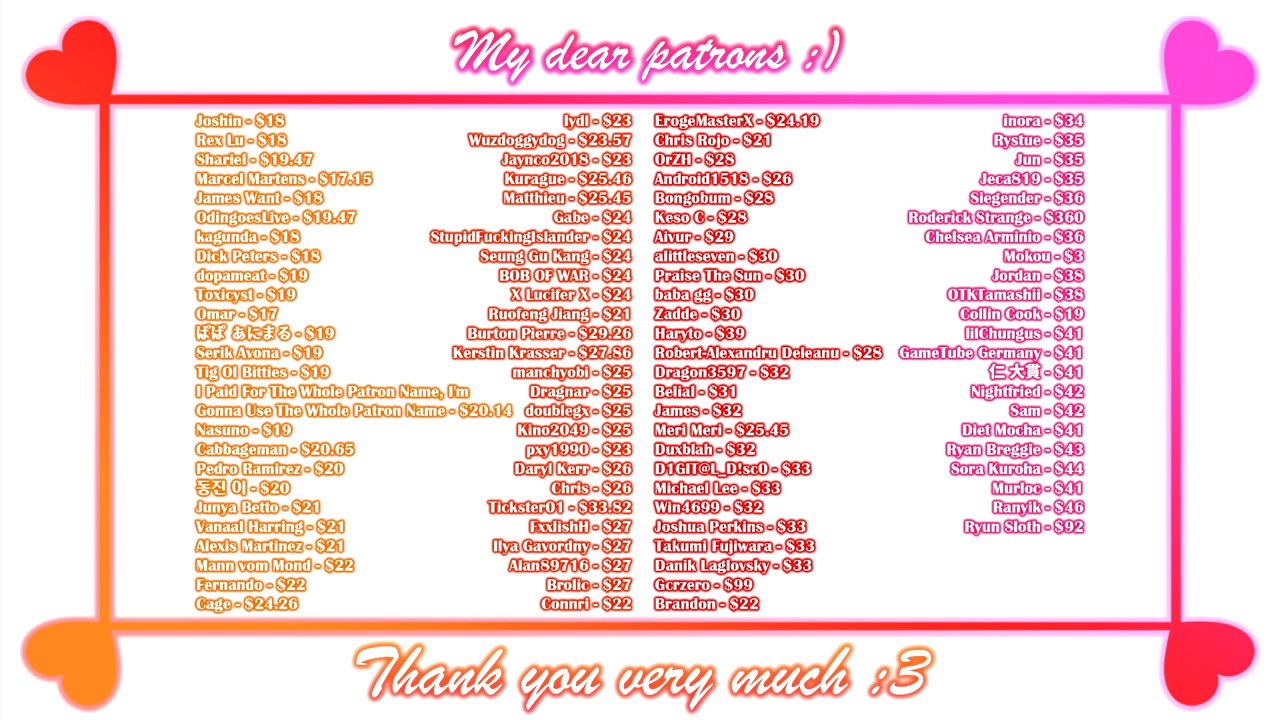 My dear patrons :)
Joshin - $18
Rex Lu - $18
Shariel - $19.47
Marcel Martens - $17.15
James Want - $18
OdingoesLive - $19.47
kagunda - $18
Dick Peters - $18
dopameat - $19
Toxicyst - $19
Omar - $17
ぱぱ あにまる - $19
Serik Avona - $19
Tig Ol Bitties - $19
I Paid For The Whole Patron Name, I'm
Gonna Use The Whole Patron Name - $20.14
Nasuno - $19
Cabbageman - $20.65
Pedro Ramirez - $20
동진 이 - $20
Junya Betto - $21
Vanaal Harring - $21
Alexis Martinez - $21
Mann vom Mond - $22
Fernando - $22
Cage - $24.26
lydl - $23
Wuzdoggydog - $23.57
Jaynco2018 - $23
Kurague - $25.46
Matthieu - $25.45
Gabe - $24
StupidFuckingIslander - $24
Seung Gu Kang - $24
BOB OF WAR - $24
X Lucifer X - $24
Ruofeng Jiang - $21
Burton Pierre - $29.26
Kerstin Krasser - $27.86
manchyobi - $25
Dragnar - $25
doublegx - $25
Kino2049 - $25
pxy1990 - $23
Daryl Kerr - $26
Chris - $26
Tickster01 - $33.82
FxxlishH - $27
Ilya Gavordny - $27
Alan89716 - $27
Brolic - $27
Connri - $22
ErogeMasterX - $24.19
Chris Rojo - $21
OrZH - $28
Android1518 - $26
Bongobum - $28
Keso C - $28
Aivur - $29
alittleseven - $30
Praise The Sun - $30
baba gg - $30
Zadde - $30
Haryto - $39
Robert-Alexandru Deleanu - $28
Dragon3597 - $32
Belial - $31
James - $32
Meri Meri - $25.45
Duxblah - $32
D1GIT@L_D!sc0 - $33
Michael Lee - $33
Win4699 - $32
Joshua Perkins - $33
Takumi Fujiwara - $33
Danik Laglovsky - $33
Gcrzero - $99
Brandon - $22
inora - $34
Rystue - $35
Jun - $35
Jeca819 - $35
Siegender - $36
Roderick Strange - $360
Chelsea Arminio - $36
Mokou - $3
Jordan - $38
OTKTamashii - $38
Collin Cook - $19
lilChungus - $41
GameTube Germany - $41
仁 大貫 - $41
Nightfried - $42
Sam - $42
Diet Mocha - $41
Ryan Breggie - $43
Sora Kuroha - $44
Murloc - $41
Ranyik - $46
Ryun Sloth - $92
Thank you very much :3